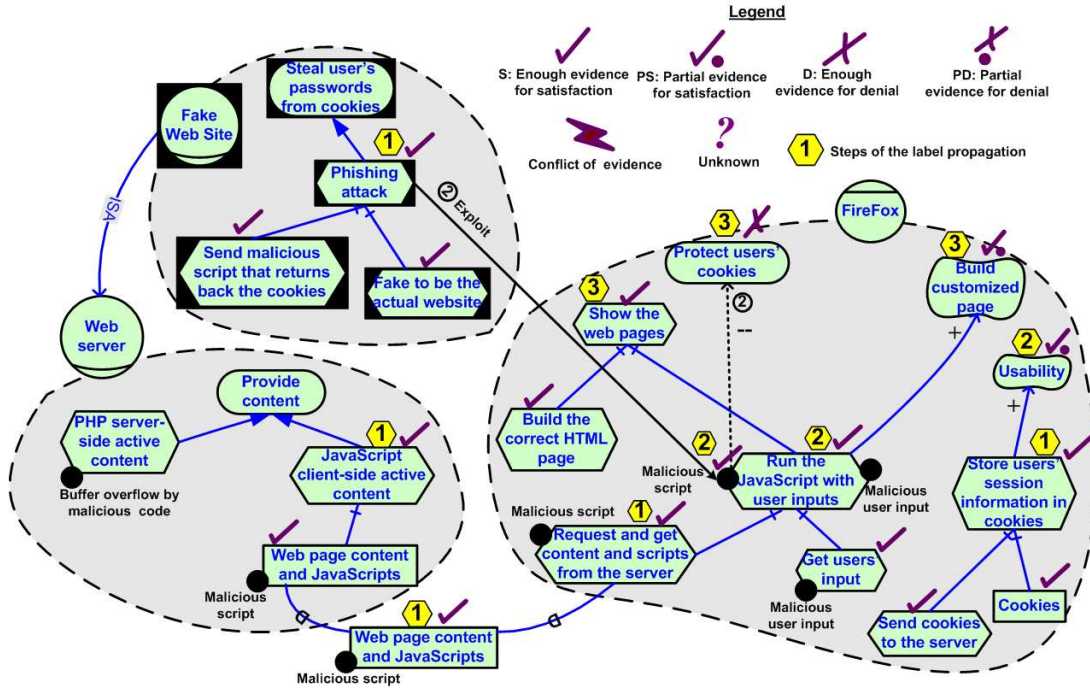 Legend
S: Enough evidence
for satisfaction
PS: Partial evidence
for satisfaction
D: Enough
evidence for denial
PD: Partial
evidence for denial
Conflict of evidence
?
Unknown
1
Steps of the label propagation
Steal user's
passwords
from cookies
Fake
Web Site
1
Phishing
attack
ISA
2 Exploit
Send malicious
script that returns
back the cookies
Fake to be the
actual website
Web
server
Provide
content
PHP server-
side active
content
Buffer overflow by
malicious code
1
JavaScript
client-side active
content
Web page content
and JavaScripts
Malicious
script
D
1
Web page content
and JavaScripts
Malicious script
D
FireFox
3
Protect users'
cookies
2
--
3
Show the
web pages
3
Build
customized
page
+
2
Usability
+
Build the
correct HTML
page
2
Malicious
script
2
Run the
JavaScript with
user inputs
Malicious
user input
1
Store users'
session
information in
cookies
Malicious script
1
Request and get
content and scripts
from the server
Get users'
input
Malicious
user input
Send cookies
to the server
Cookies